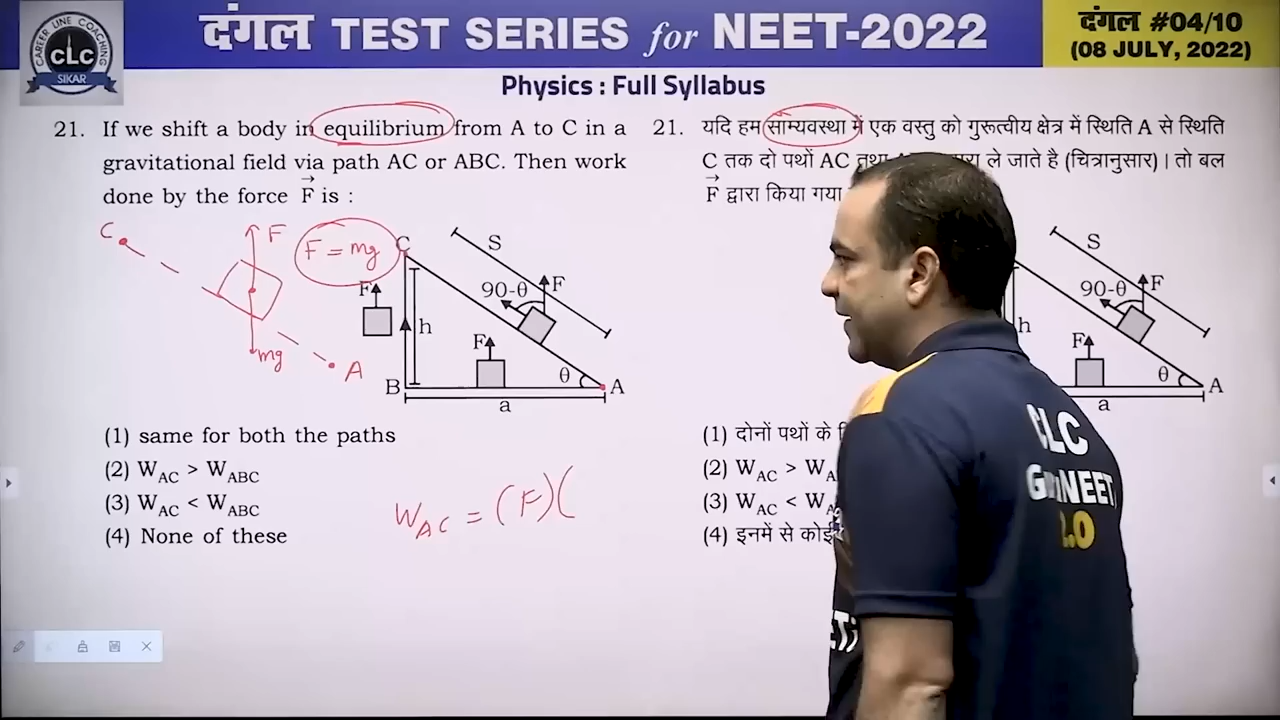 CAREER LINE COACHING
CLC
SIKAR
दंगल TEST SERIES for NEET-2022
दंगल #04/10
(08 JULY, 2022)
Physics : Full Syllabus
21. If we shift a body in equilibrium from A to C in a
gravitational field via path AC or ABC. Then work
done by the force F→ is :
C
F
F = mg
mg
A
C
S
90-θ
F
F
h
F
θ
B
A
a
(1) same for both the paths
(2) W_AC > W_ABC
(3) W_AC < W_ABC
(4) None of these
W_AC = (F)(
21. यदि हम साम्यवस्था में एक वस्तु को गुरूत्वीय क्षेत्र में स्थिति A से स्थिति
C तक दो पथों AC तथा ले जाते है (चित्रानुसार)। तो बल
F→ द्वारा किया गया
S
90-θ
F
h
F
θ
A
a
(1) दोनों पथों के
(2) W_AC > W
(3) W_AC < W
(4) इनमें से कोई
CLC
NEET
2.0